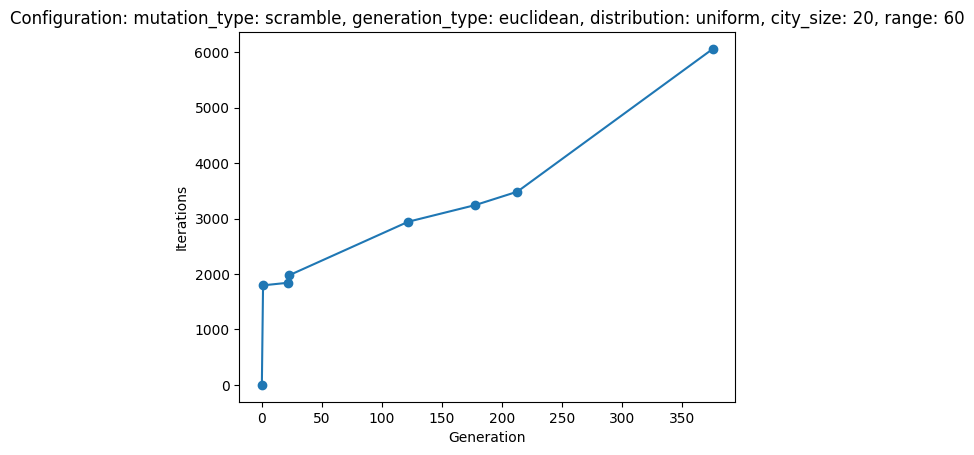 Configuration: mutation_type: scramble, generation_type: euclidean, distribution: uniform, city_size: 20, range: 60
6000
5000
4000
3000
2000
1000
0
Iterations
0 50 100 150 200 250 300 350
Generation